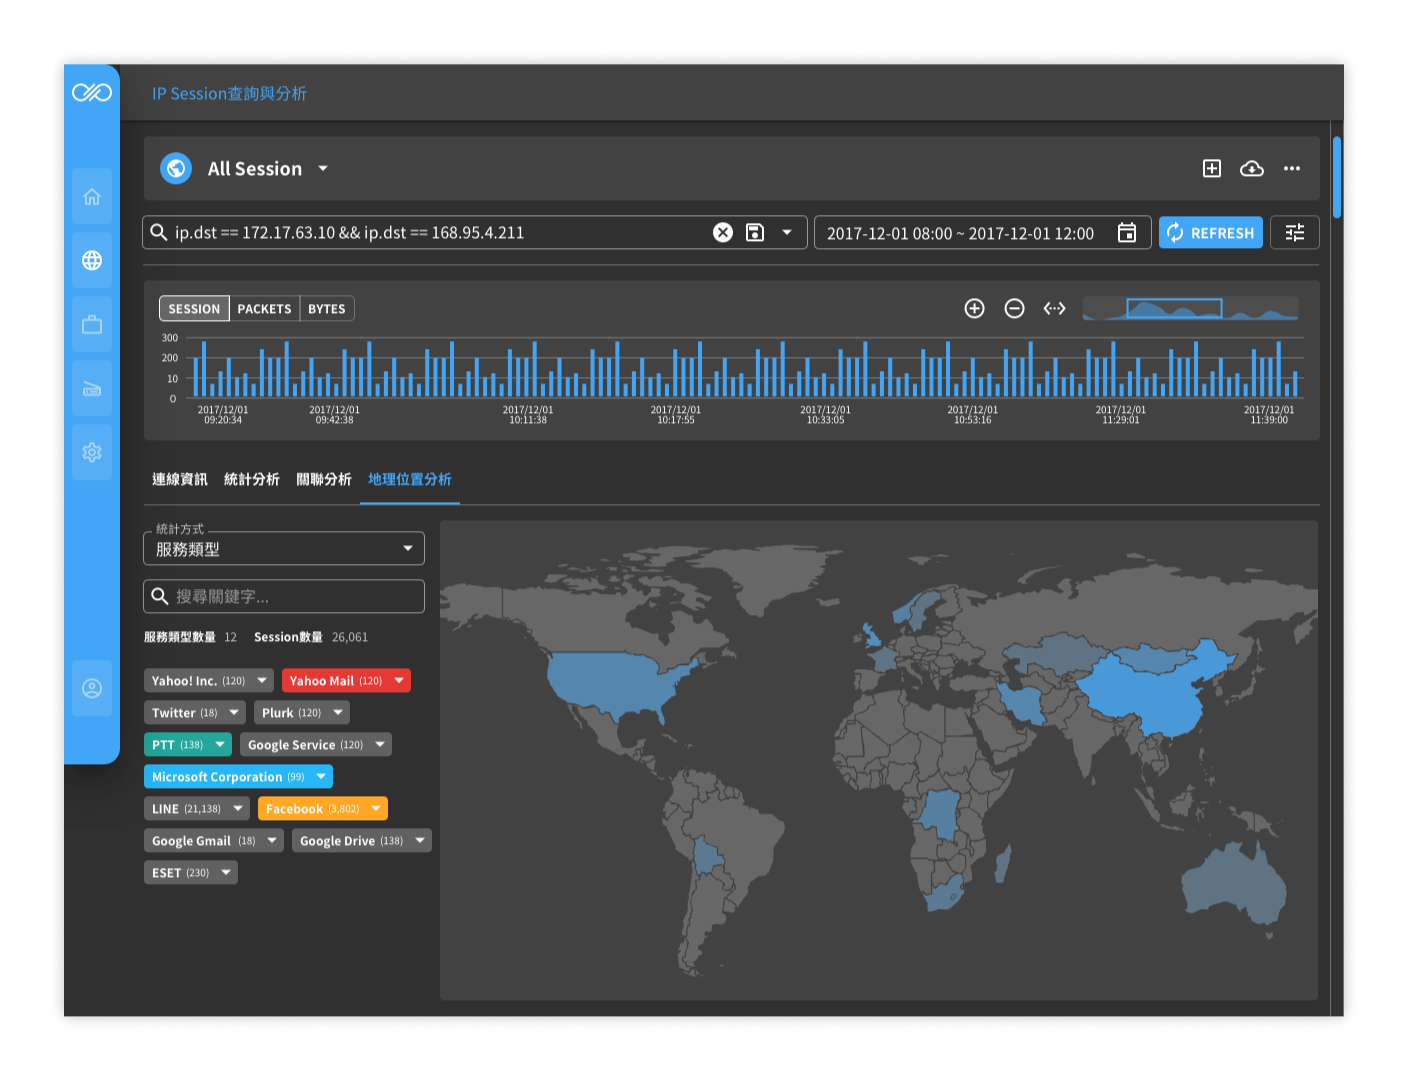 IP Session查詢與分析
All Session
ip.dst == 172.17.63.10 && ip.dst == 168.95.4.211
2017-12-01 08:00 ~ 2017-12-01 12:00
REFRESH
SESSION PACKETS BYTES
300
200
10
0
2017/12/01 2017/12/01 2017/12/01 2017/12/01 2017/12/01 2017/12/01 2017/12/01 2017/12/01
09:20:34 09:42:38 10:11:38 10:17:55 10:33:05 10:53:16 11:29:01 11:39:00
連線資訊 統計分析 關聯分析 地理位置分析
統計方式
服務類型
搜尋關鍵字...
服務類型數量 12 Session數量 26,061
Yahoo! Inc. (120) Yahoo Mail (120)
Twitter (18) Plurk (120)
PTT (138) Google Service (120)
Microsoft Corporation (99)
LINE (21,138) Facebook (3,802)
Google Gmail (18) Google Drive (138)
ESET (230)